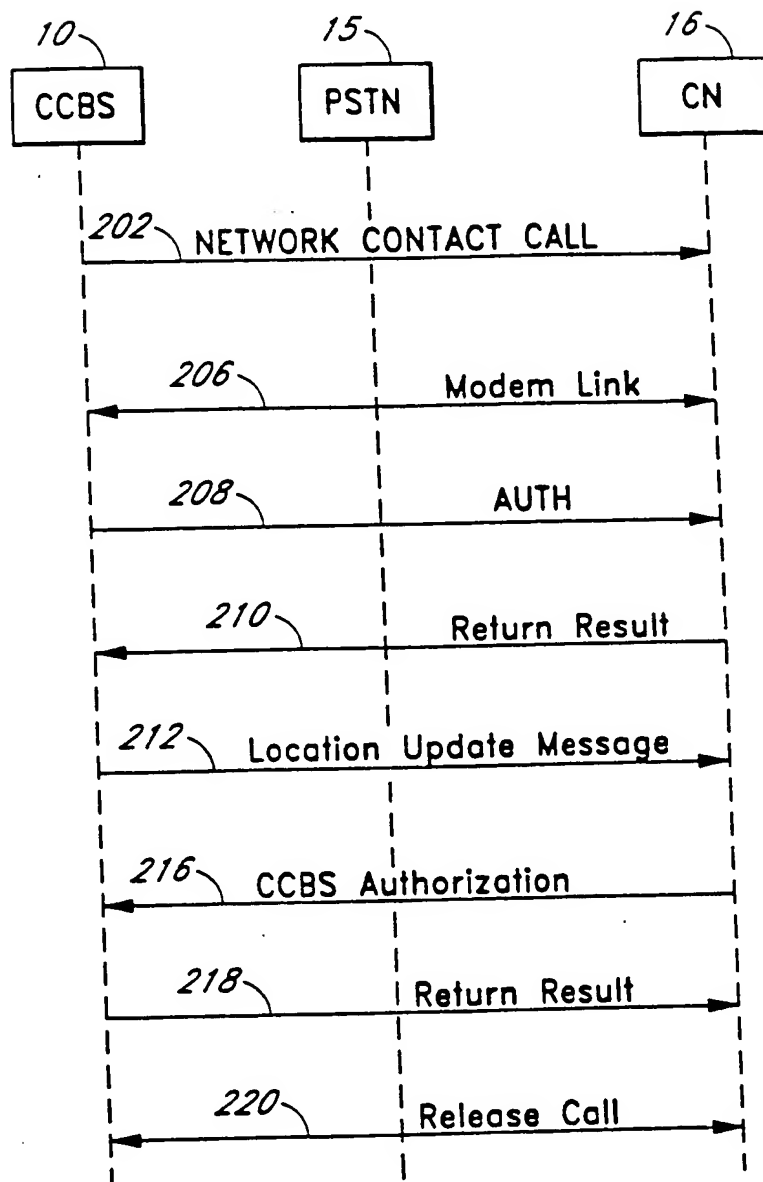 10 15 16
CCBS PSTN CN
202 NETWORK CONTACT CALL
206 Modem Link
208 AUTH
210 Return Result
212 Location Update Message
216 CCBS Authorization
218 Return Result
220 Release Call